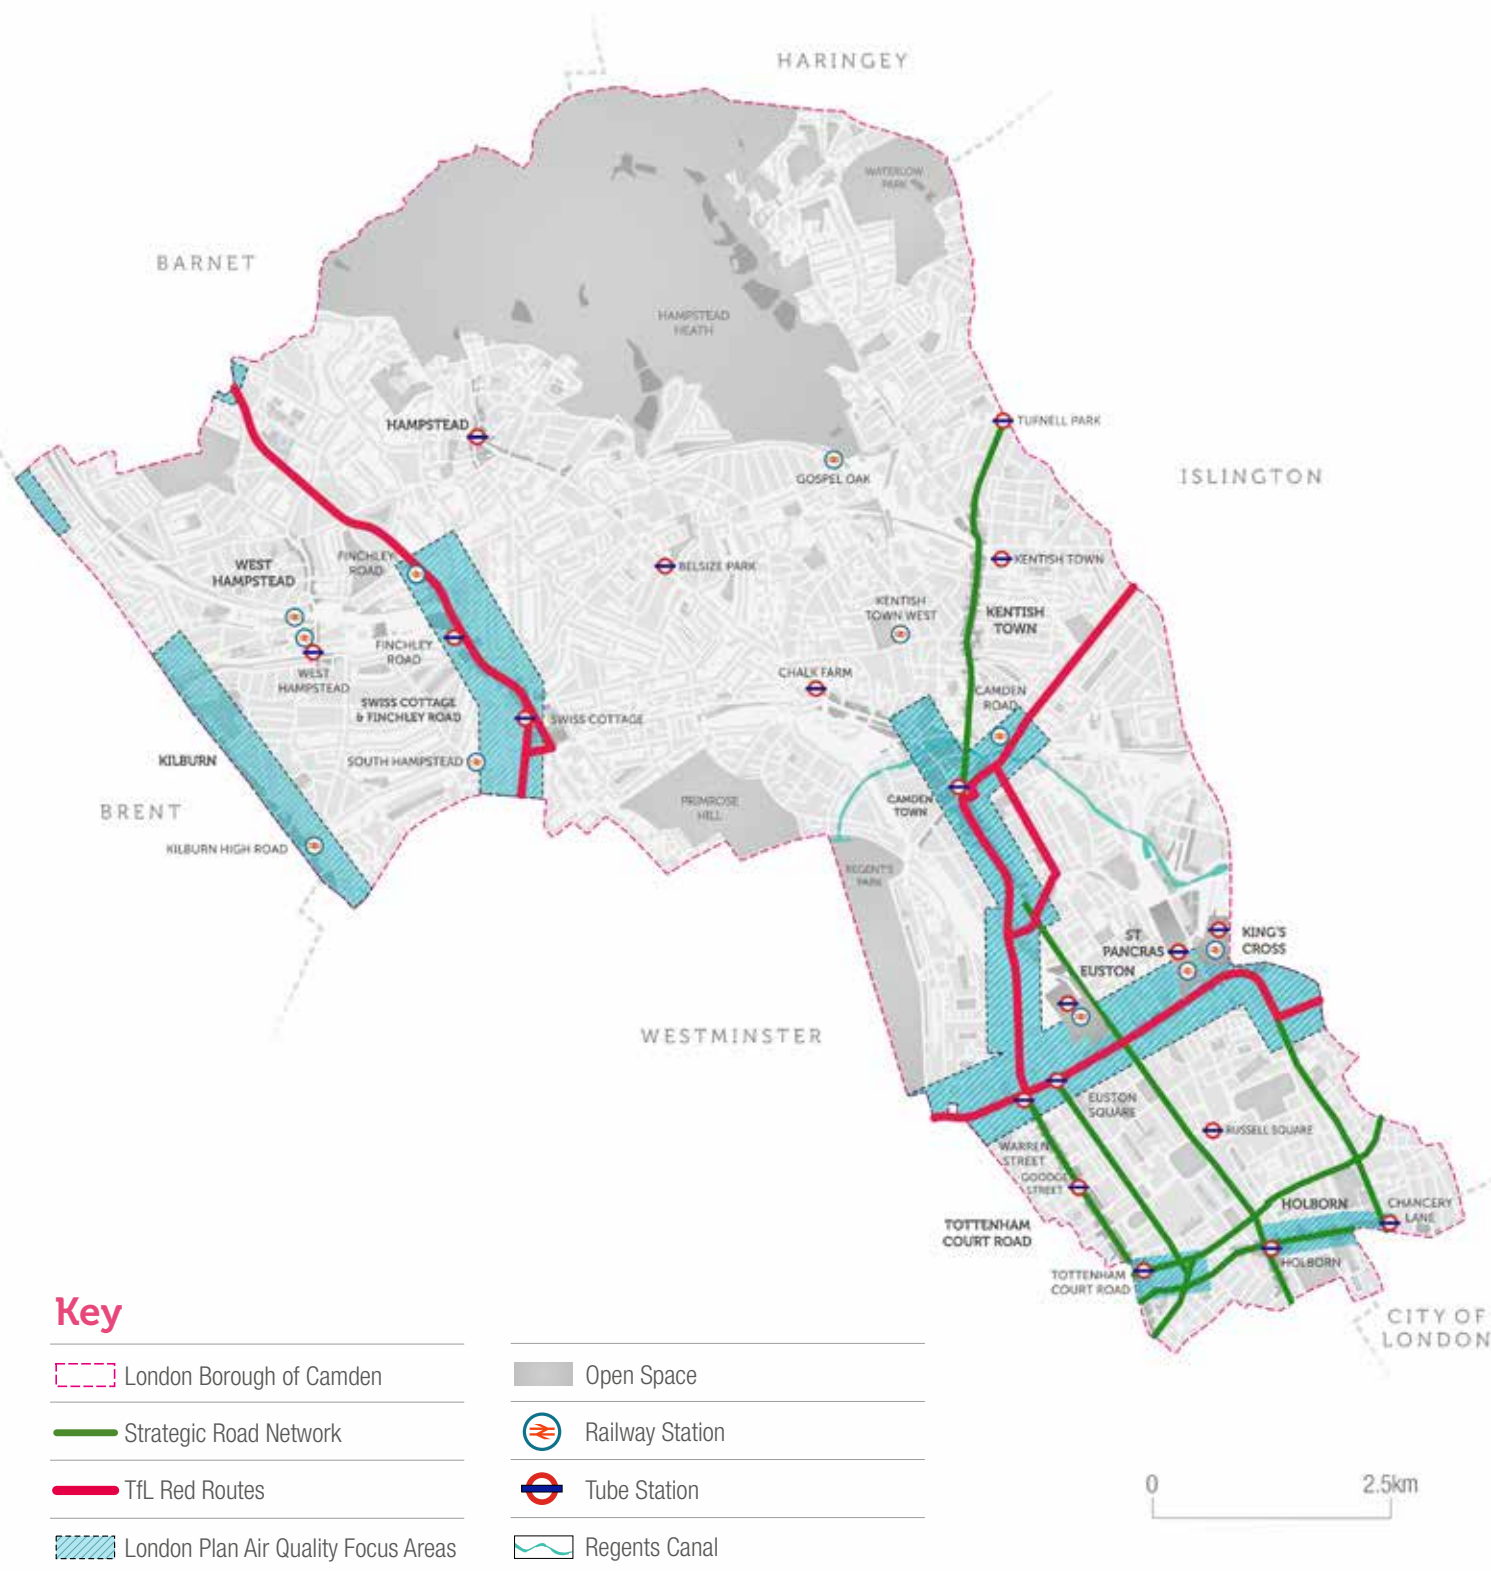 HARINGEY
WATERLOW
PARK
BARNET
HAMPSTEAD
HEATH
HAMPSTEAD
TUFNELL PARK
GOSPEL OAK
ISLINGTON
FINCHLEY
ROAD
WEST
HAMPSTEAD
BELSIZE PARK
KENTISH TOWN
KENTISH
TOWN WEST
KENTISH
TOWN
FINCHLEY
ROAD
WEST
HAMPSTEAD
CHALK FARM
CAMDEN
ROAD
SWISS COTTAGE
& FINCHLEY ROAD
SWISS COTTAGE
KILBURN
SOUTH HAMPSTEAD
BRENT
PRIMROSE
HILL
CAMDEN
TOWN
KILBURN HIGH ROAD
REGENT'S
PARK
ST
PANCRAS
KING'S
CROSS
EUSTON
WESTMINSTER
EUSTON
SQUARE
RUSSELL SQUARE
WARREN
STREET
GOODGE
STREET
HOLBORN
CHANCERY
LANE
TOTTENHAM
COURT ROAD
HOLBORN
TOTTENHAM
COURT ROAD
CITY OF
LONDON
Key
London Borough of Camden
Strategic Road Network
TfL Red Routes
London Plan Air Quality Focus Areas
Open Space
Railway Station
Tube Station
Regents Canal
0 2.5km